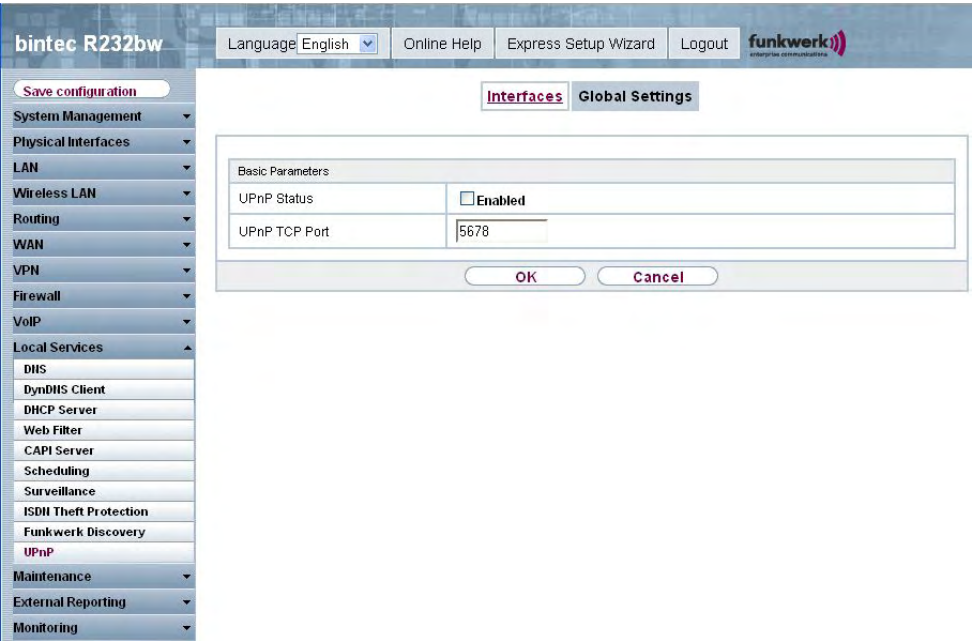 bintec R232bw
Language English Online Help Express Setup Wizard Logout funkwerk
enterprise communications
Save configuration
System Management
Physical Interfaces
LAN
Wireless LAN
Routing
WAN
VPN
Firewall
VoIP
Local Services
DNS
DynDNS Client
DHCP Server
Web Filter
CAPI Server
Scheduling
Surveillance
ISDN Theft Protection
Funkwerk Discovery
UPnP
Maintenance
External Reporting
Monitoring
Interfaces Global Settings
Basic Parameters
UPnP Status Enabled
UPnP TCP Port 5678
OK Cancel